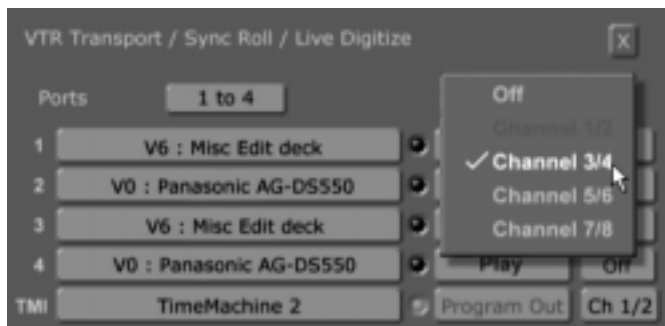 VTR Transport / Sync Roll / Live Digitize X
Ports 1 to 4
Off
Channel 1/2
1 V6 : Misc Edit deck
✓ Channel 3/4
2 V0 : Panasonic AG-DS550
Channel 5/6
3 V6 : Misc Edit deck
Channel 7/8
4 V0 : Panasonic AG-DS550 Play Off
TMI TimeMachine 2 Program Out Ch 1/2